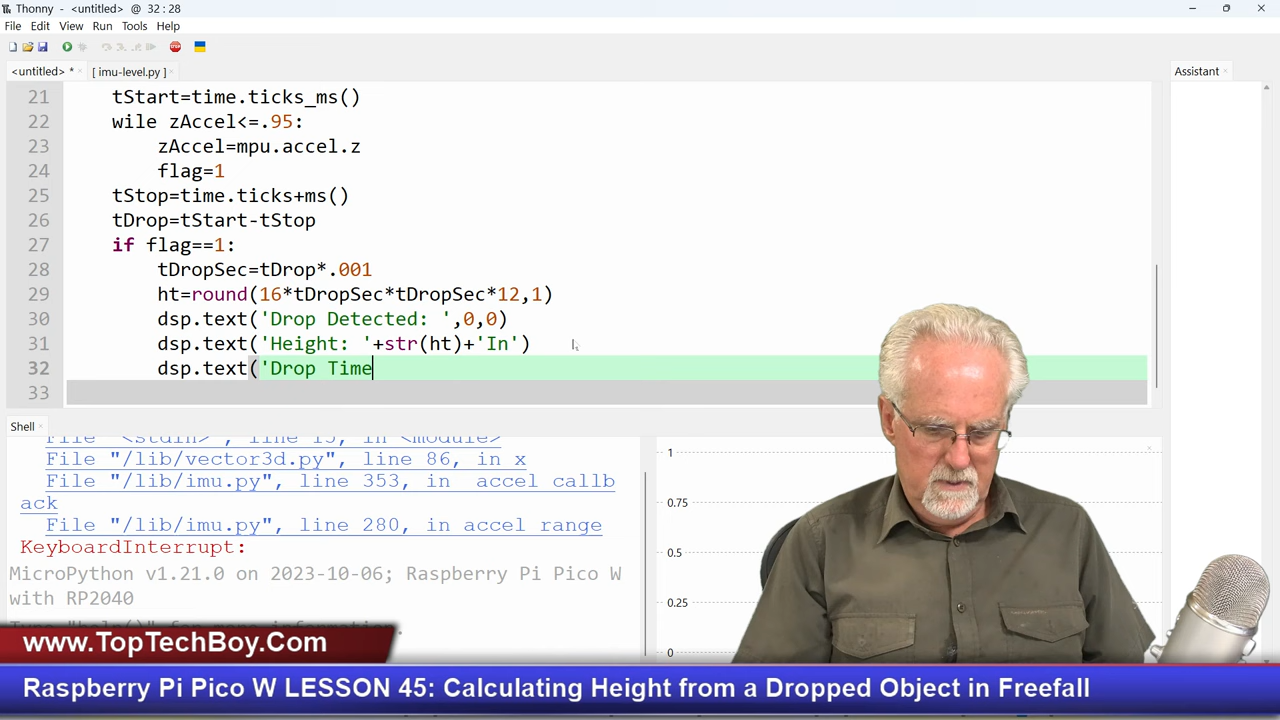 Thonny - <untitled> @ 32 : 28
File Edit View Run Tools Help
<untitled> * [ imu-level.py ] Assistant
21 tStart=time.ticks_ms()
22 wile zAccel<=.95:
23 zAccel=mpu.accel.z
24 flag=1
25 tStop=time.ticks+ms()
26 tDrop=tStart-tStop
27 if flag==1:
28 tDropSec=tDrop*.001
29 ht=round(16*tDropSec*tDropSec*12,1)
30 dsp.text('Drop Detected: ',0,0)
31 dsp.text('Height: '+str(ht)+'In')
32 dsp.text('Drop Time
33
Shell
File "<stdin>", line 15, in <module>
File "/lib/vector3d.py", line 86, in x
File "/lib/imu.py", line 353, in accel callb
ack
File "/lib/imu.py", line 280, in accel range
KeyboardInterrupt:
MicroPython v1.21.0 on 2023-10-06; Raspberry Pi Pico W
with RP2040
1
0.75
0.5
0.25
0
www.TopTechBoy.Com
Raspberry Pi Pico W LESSON 45: Calculating Height from a Dropped Object in Freefall